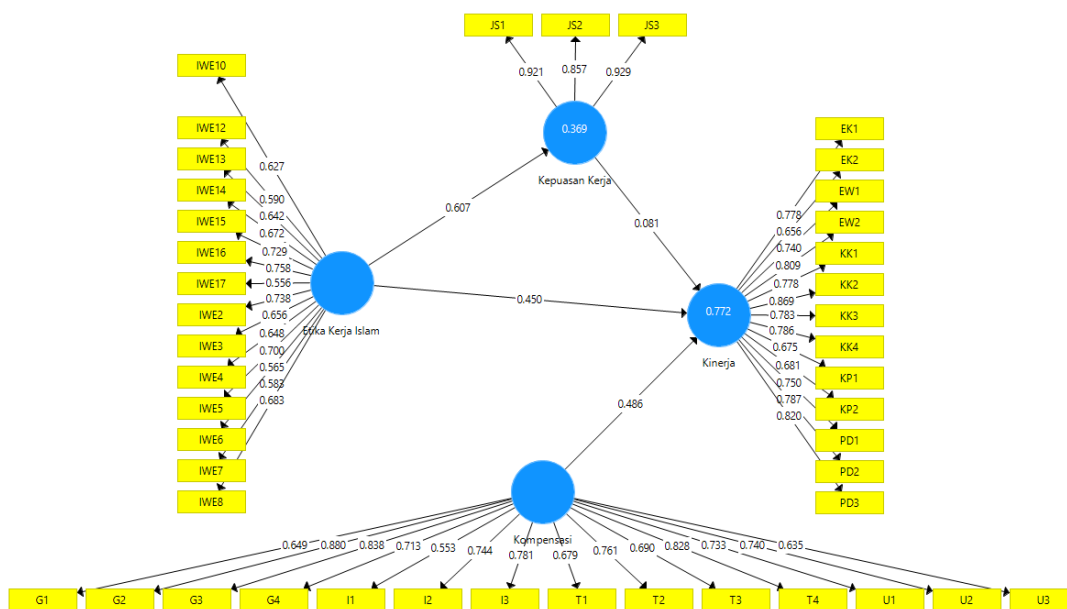 JS1 JS2 JS3
0.921 0.857 0.929
0.369
Kepuasan Kerja
IWE10
IWE12
IWE13
IWE14
IWE15
IWE16
IWE17
IWE2
IWE3
IWE4
IWE5
IWE6
IWE7
IWE8
0.627
0.590
0.642
0.672
0.729
0.758
0.556
0.738
0.656
0.648
0.700
0.565
0.583
0.683
Etika Kerja Islam
0.607
0.081
0.450
0.486
0.772
Kinerja
0.778
0.656
0.740
0.809
0.778
0.869
0.783
0.786
0.675
0.681
0.750
0.787
0.820
EK1
EK2
EW1
EW2
KK1
KK2
KK3
KK4
KP1
KP2
PD1
PD2
PD3
Kompensasi
0.649 0.880 0.838 0.713 0.553 0.744 0.781 0.679 0.761 0.690 0.828 0.733 0.740 0.635
G1 G2 G3 G4 I1 I2 I3 T1 T2 T3 T4 U1 U2 U3